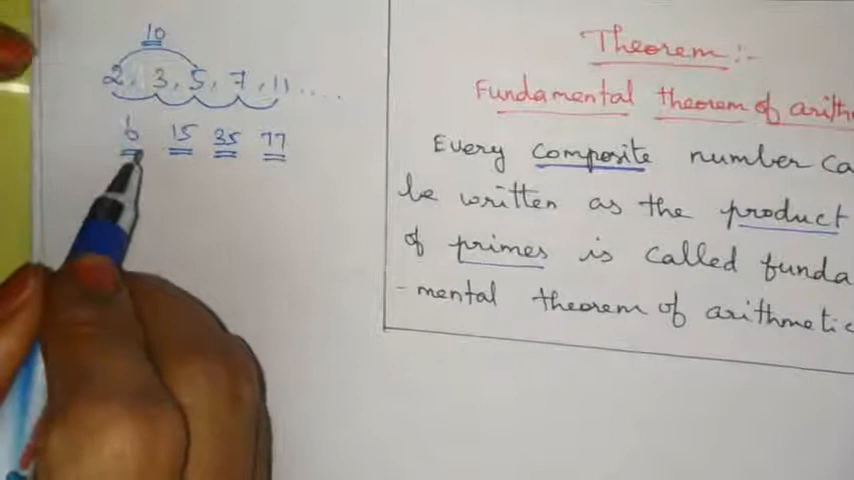 10
2, 3, 5, 7, 11 ....
6 15 35 77
Theorem :-
Fundamental theorem of arith
Every composite number ca
be written as the product
of primes is called funda
-mental theorem of arithmetic